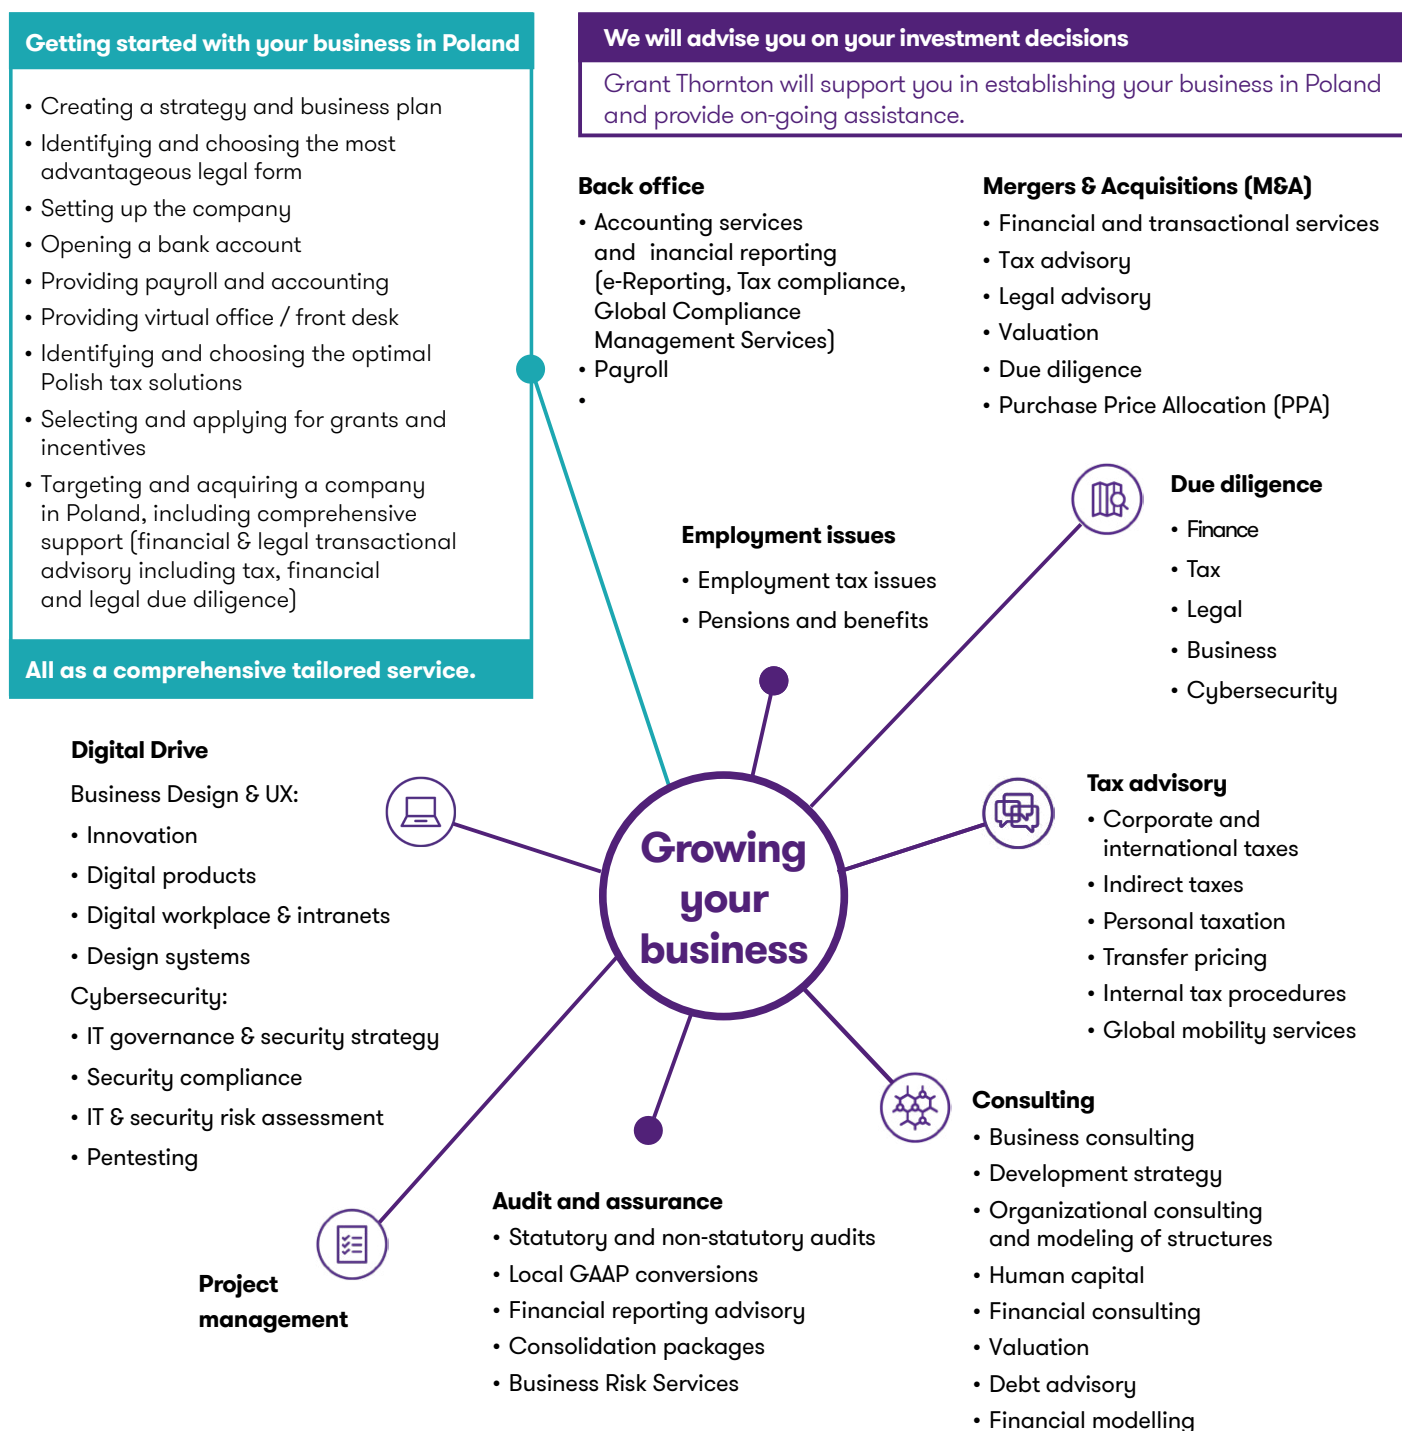 Getting started with your business in Poland
• Creating a strategy and business plan
• Identifying and choosing the most
advantageous legal form
• Setting up the company
• Opening a bank account
• Providing payroll and accounting
• Providing virtual office / front desk
• Identifying and choosing the optimal
Polish tax solutions
• Selecting and applying for grants and
incentives
• Targeting and acquiring a company
in Poland, including comprehensive
support (financial & legal transactional
advisory including tax, financial
and legal due diligence)
All as a comprehensive tailored service.
We will advise you on your investment decisions
Grant Thornton will support you in establishing your business in Poland
and provide on-going assistance.
Back office
• Accounting services
and inancial reporting
(e-Reporting, Tax compliance,
Global Compliance
Management Services)
• Payroll
•
Mergers & Acquisitions (M&A)
• Financial and transactional services
• Tax advisory
• Legal advisory
• Valuation
• Due diligence
• Purchase Price Allocation (PPA)
Employment issues
• Employment tax issues
• Pensions and benefits
Due diligence
• Finance
• Tax
• Legal
• Business
• Cybersecurity
Digital Drive
Business Design & UX:
• Innovation
• Digital products
• Digital workplace & intranets
• Design systems
Cybersecurity:
• IT governance & security strategy
• Security compliance
• IT & security risk assessment
• Pentesting
Growing
your
business
Tax advisory
• Corporate and
international taxes
• Indirect taxes
• Personal taxation
• Transfer pricing
• Internal tax procedures
• Global mobility services
Project
management
Audit and assurance
• Statutory and non-statutory audits
• Local GAAP conversions
• Financial reporting advisory
• Consolidation packages
• Business Risk Services
Consulting
• Business consulting
• Development strategy
• Organizational consulting
and modeling of structures
• Human capital
• Financial consulting
• Valuation
• Debt advisory
• Financial modelling